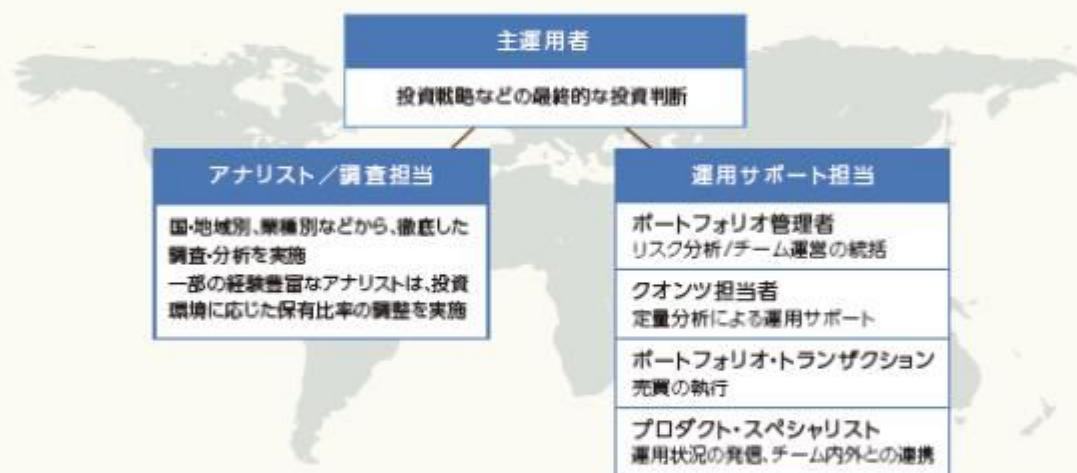 主運用者
投資戦略などの最終的な投資判断
アナリスト／調査担当
国・地域別、業種別などから、徹底した
調査・分析を実施
一部の経験豊富なアナリストは、投資
環境に応じた保有比率の調整を実施
運用サポート担当
ポートフォリオ管理者
リスク分析/チーム運営の統括
クオンツ担当者
定量分析による運用サポート
ポートフォリオ・トランザクション
売買の執行
プロダクト・スペシャリスト
運用状況の発信、チーム内外との連携